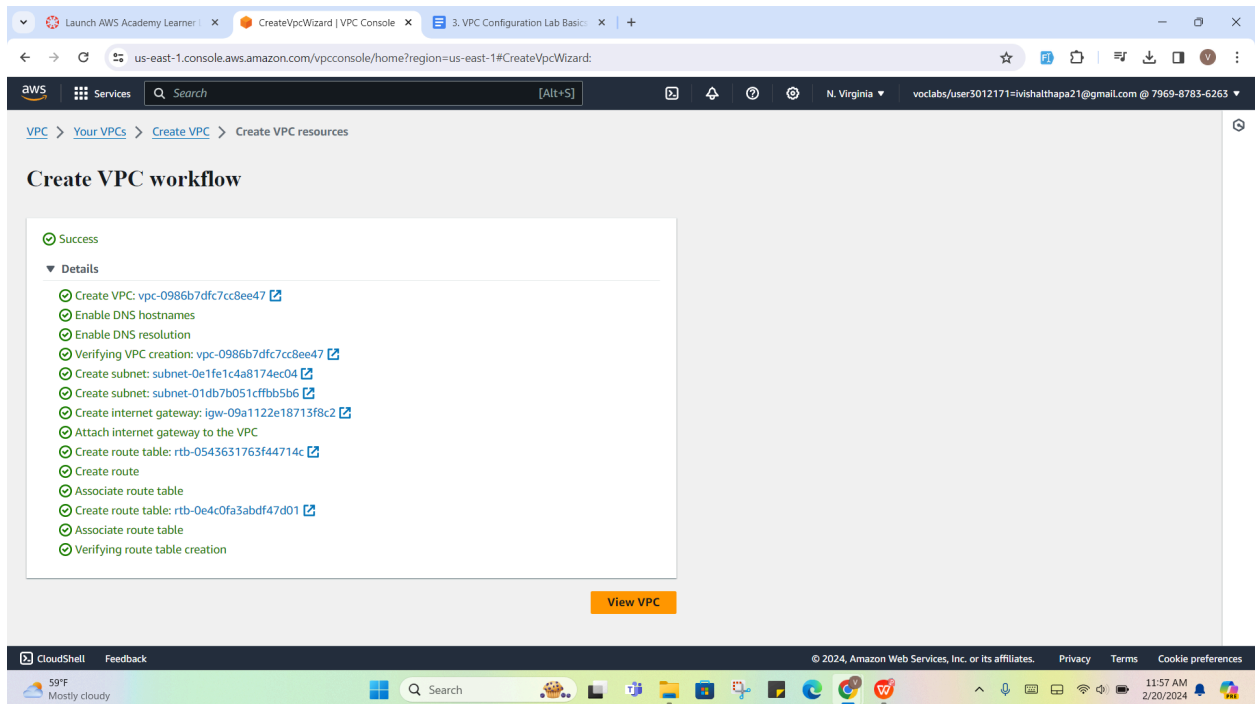 Launch AWS Academy Learner L
CreateVpcWizard | VPC Console
3. VPC Configuration Lab Basics
us-east-1.console.aws.amazon.com/vpcconsole/home?region=us-east-1#CreateVpcWizard:
V
aws
Services
Search
[Alt+S]
N. Virginia
voclabs/user3012171=ivishalthapa21@gmail.com @ 7969-8783-6263
VPC > Your VPCs > Create VPC > Create VPC resources
Create VPC workflow
Success
Details
Create VPC: vpc-0986b7dfc7cc8ee47
Enable DNS hostnames
Enable DNS resolution
Verifying VPC creation: vpc-0986b7dfc7cc8ee47
Create subnet: subnet-0e1fe1c4a8174ec04
Create subnet: subnet-01db7b051cffbb5b6
Create internet gateway: igw-09a1122e18713f8c2
Attach internet gateway to the VPC
Create route table: rtb-0543631763f44714c
Create route
Associate route table
Create route table: rtb-0e4c0fa3abdf47d01
Associate route table
Verifying route table creation
View VPC
CloudShell
Feedback
© 2024, Amazon Web Services, Inc. or its affiliates.
Privacy
Terms
Cookie preferences
59°F
Mostly cloudy
Search
11:57 AM
2/20/2024